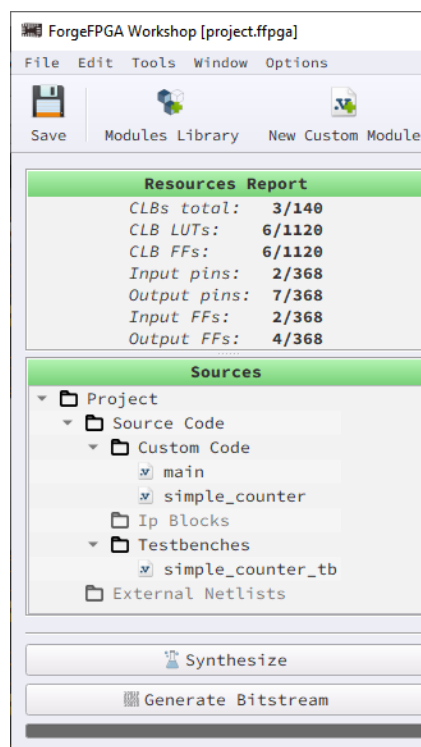 ForgeFPGA Workshop [project.ffpga]
File Edit Tools Window Options
Save Modules Library New Custom Module
Resources Report
CLBs total: 3/140
CLB LUTs: 6/1120
CLB FFs: 6/1120
Input pins: 2/368
Output pins: 7/368
Input FFs: 2/368
Output FFs: 4/368
Sources
Project
Source Code
Custom Code
main
simple_counter
Ip Blocks
Testbenches
simple_counter_tb
External Netlists
Synthesize
Generate Bitstream